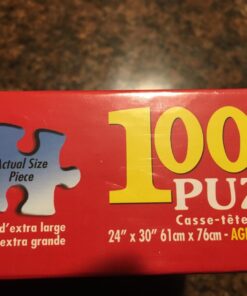 Actual Size
Piece
d'extra large
extra grande
100
PUZ
Casse-tête
24" x 30" 61cm x 76cm - AG